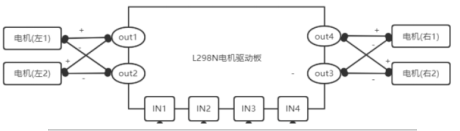 电机(左1)
+
out1
out4
+
电机(右1)
-
-
L298N电机驱动板
+
+
电机(左2)
-
out2
-
out3
-
电机(右2)
IN1
IN2
IN3
IN4